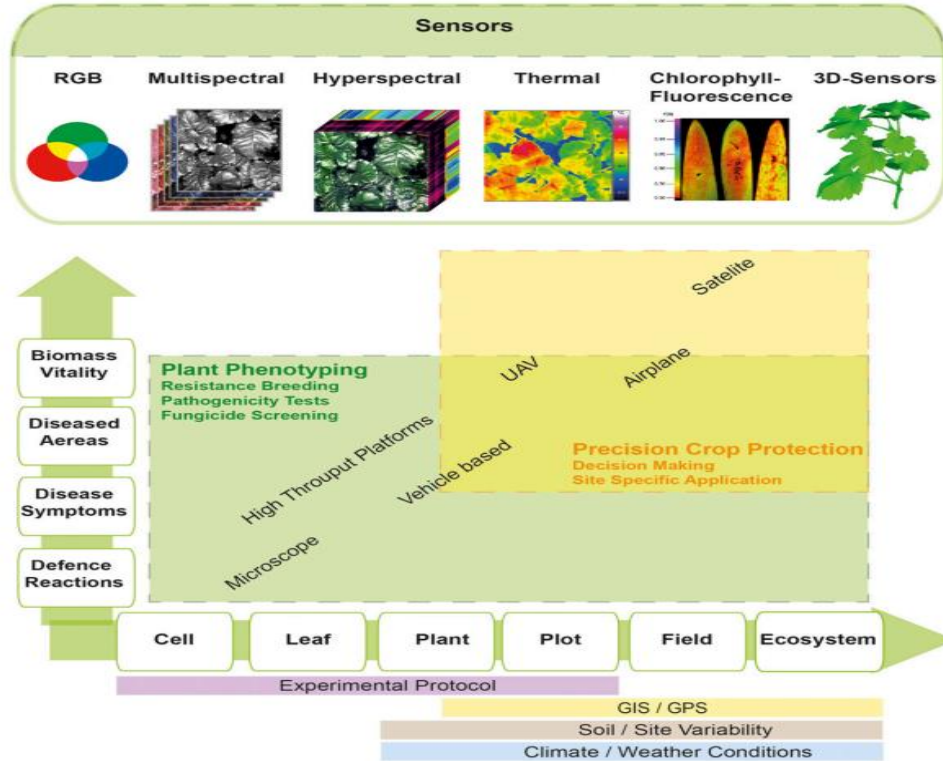 Sensors
RGB
Multispectral
Hyperspectral
Thermal
Chlorophyll-
Fluorescence
3D-Sensors
Satelite
Biomass
Vitality
Plant Phenotyping
Resistance Breeding
Pathogenicity Tests
Fungicide Screening
UAV
Airplane
Diseased
Aereas
High Throuput Platforms
Vehicle based
Precision Crop Protection
Decision Making
Site Specific Application
Disease
Symptoms
Microscope
Defence
Reactions
Cell
Leaf
Plant
Plot
Field
Ecosystem
Experimental Protocol
GIS / GPS
Soil / Site Variability
Climate / Weather Conditions